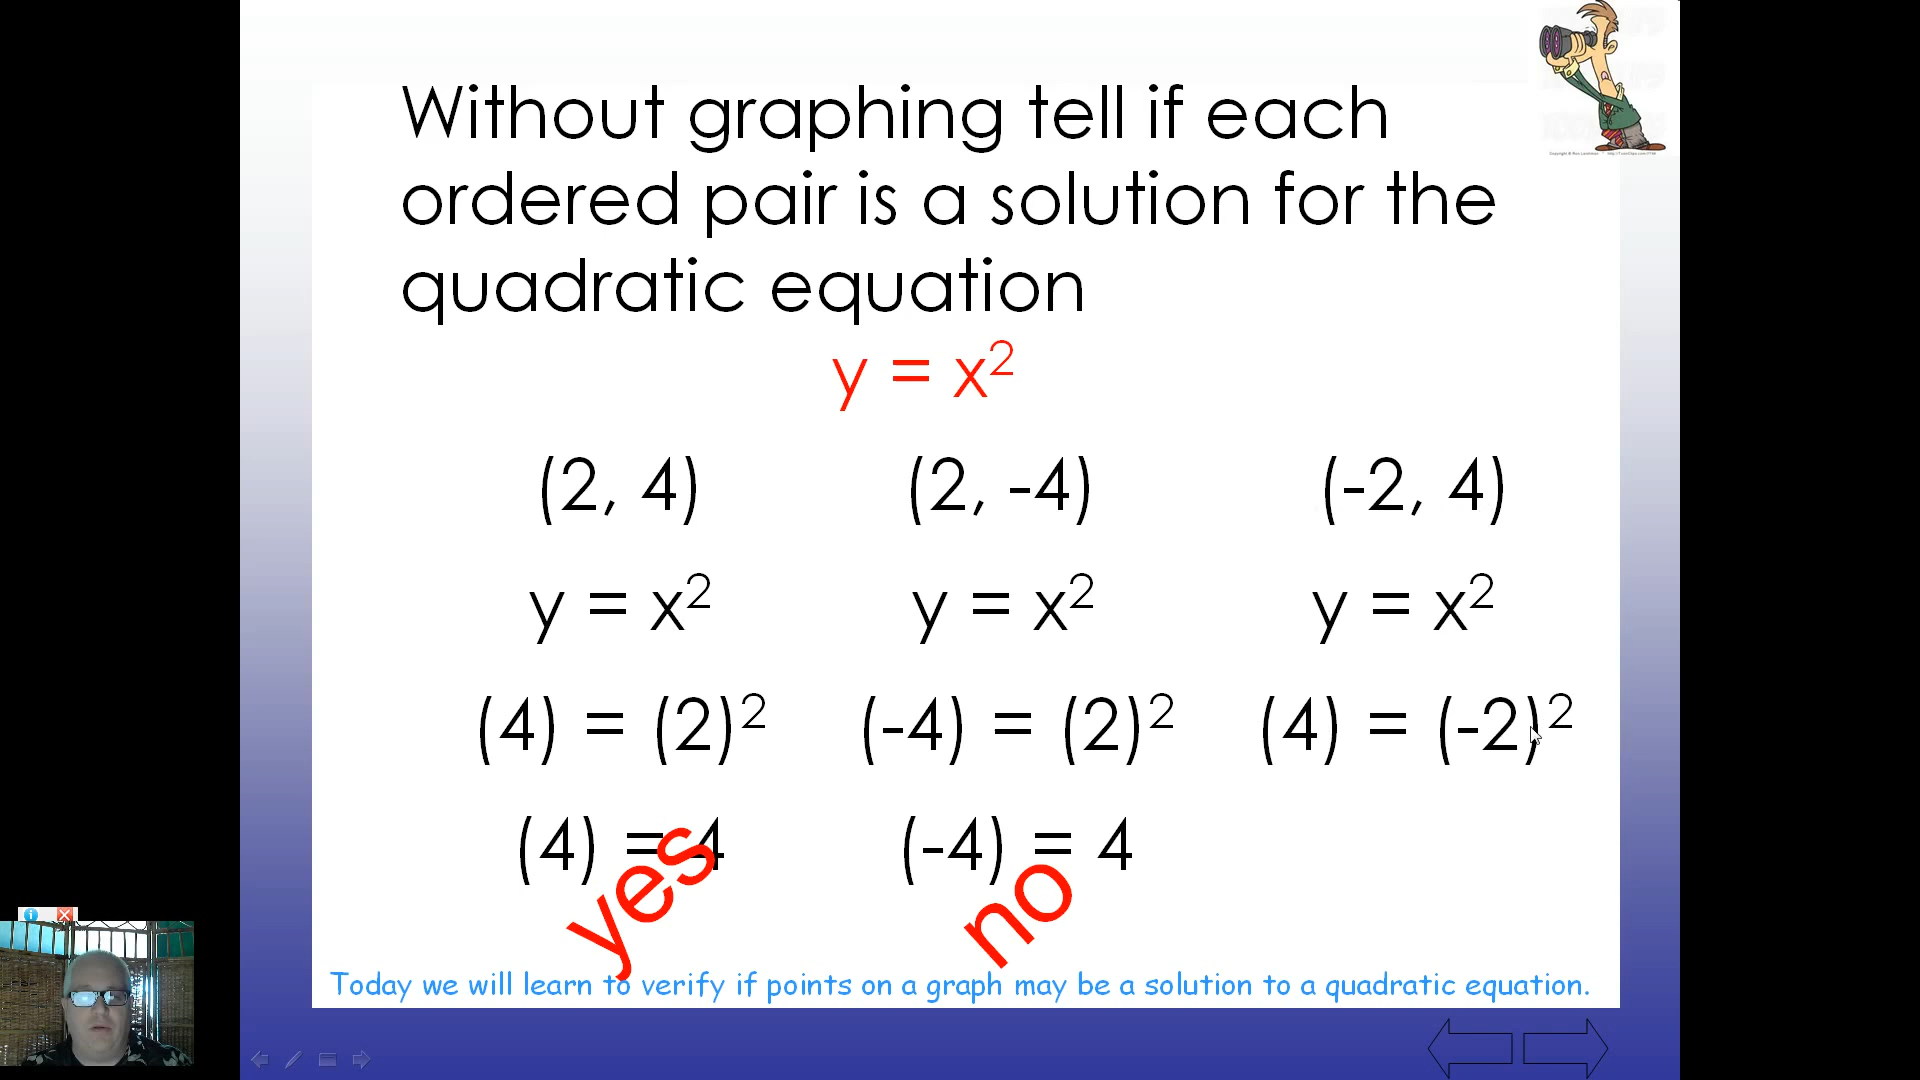 Without graphing tell if each
ordered pair is a solution for the
quadratic equation
y = x²
(2, 4) (2, -4) (-2, 4)
y = x² y = x² y = x²
(4) = (2)² (-4) = (2)² (4) = (-2)²
(4) = 4 (-4) = 4
yes no
Today we will learn to verify if points on a graph may be a solution to a quadratic equation.